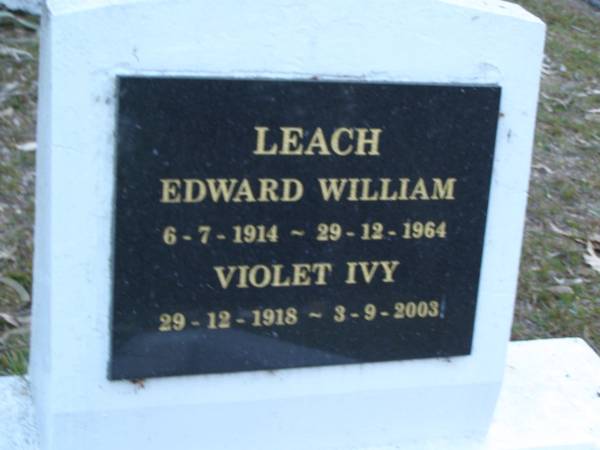 LEACH
EDWARD WILLIAM
6 - 7 - 1914 ~ 29 - 12 - 1964
VIOLET IVY
29 - 12 - 1918 ~ 3 - 9 - 2003